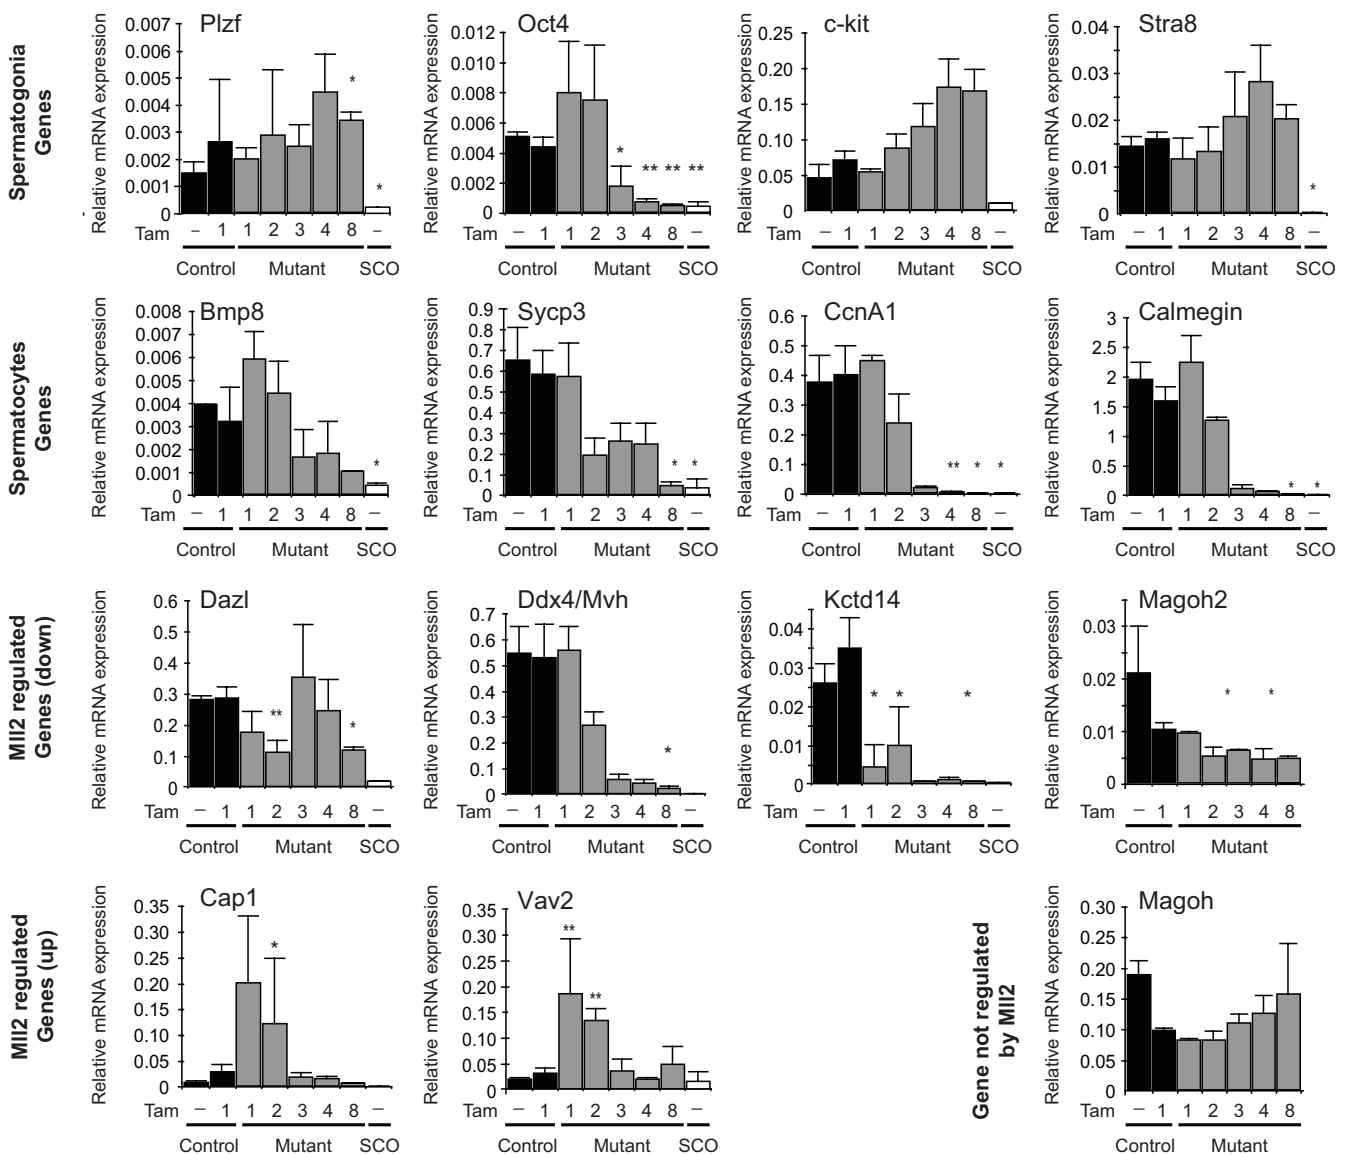 Spermatogonia
Genes
Plzf
Relative mRNA expression
0.007
0.006
0.005
0.004
0.003
0.002
0.001
0
*
*
Tam – 1 1 2 3 4 8 –
Control Mutant SCO
Oct4
Relative mRNA expression
0.012
0.010
0.008
0.006
0.004
0.002
0
* ** ** **
– 1 1 2 3 4 8 –
Control Mutant SCO
c-kit
Relative mRNA expression
0.25
0.20
0.15
0.10
0.05
0
Tam – 1 1 2 3 4 8 –
Control Mutant SCO
Stra8
Relative mRNA expression
0.04
0.03
0.02
0.01
0
*
Tam – 1 1 2 3 4 8 –
Control Mutant SCO
Spermatocytes
Genes
Bmp8
Relative mRNA expression
0.008
0.007
0.006
0.005
0.004
0.003
0.002
0.001
0
*
Tam – 1 1 2 3 4 8 –
Control Mutant SCO
Sycp3
Relative mRNA expression
0.9
0.8
0.7
0.6
0.5
0.4
0.3
0.2
0.1
0
* *
Tam – 1 1 2 3 4 8 –
Control Mutant SCO
CcnA1
Relative mRNA expression
0.6
0.5
0.4
0.3
0.2
0.1
0
** * *
Tam – 1 1 2 3 4 8 –
Control Mutant SCO
Calmegin
Relative mRNA expression
3
2.5
2
1.5
1
0.5
0
* *
Tam – 1 1 2 3 4 8 –
Control Mutant SCO
Mll2 regulated
Genes (down)
Dazl
Relative mRNA expression
0.6
0.5
0.4
0.3
0.2
0.1
0
** *
Tam – 1 1 2 3 4 8 –
Control Mutant SCO
Ddx4/Mvh
Relative mRNA expression
0.7
0.6
0.5
0.4
0.3
0.2
0.1
0
*
Tam – 1 1 2 3 4 8 –
Control Mutant SCO
Kctd14
Relative mRNA expression
0.04
0.03
0.02
0.01
0
* * *
Tam – 1 1 2 3 4 8 –
Control Mutant SCO
Magoh2
Relative mRNA expression
0.03
0.02
0.01
0
* *
Tam – 1 1 2 3 4 8
Control Mutant
Mll2 regulated
Genes (up)
Cap1
Relative mRNA expression
0.35
0.30
0.25
0.20
0.15
0.10
0.05
0
*
Tam – 1 1 2 3 4 8 –
Control Mutant SCO
Vav2
Relative mRNA expression
0.35
0.30
0.25
0.20
0.15
0.10
0.05
0
**
**
Tam – 1 1 2 3 4 8 –
Control Mutant SCO
Gene not regulated
by Mll2
Magoh
Relative mRNA expression
0.30
0.20
0.15
0.10
0.05
0
Tam – 1 1 2 3 4 8
Control Mutant